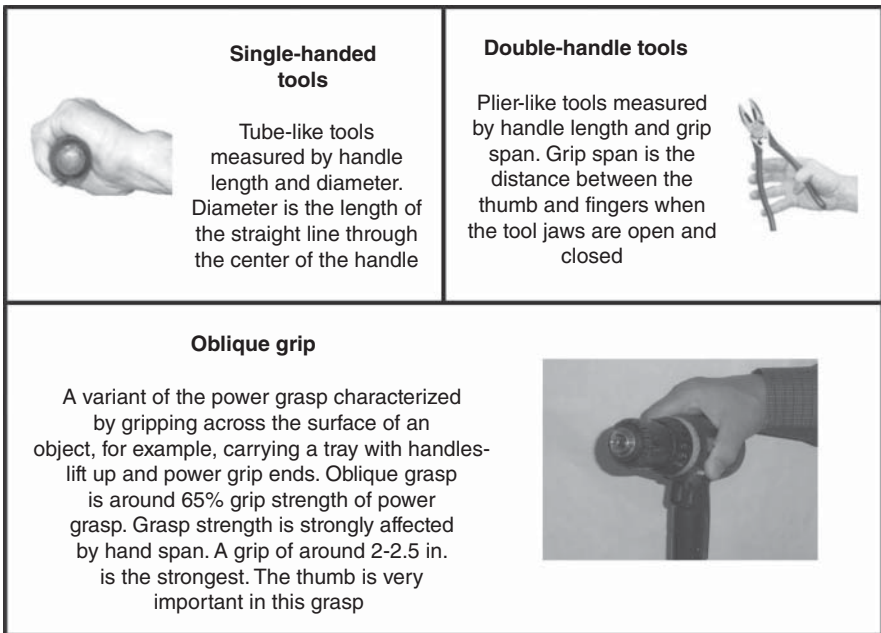 Single-handed
tools
Tube-like tools
measured by handle
length and diameter.
Diameter is the length of
the straight line through
the center of the handle
Double-handle tools
Plier-like tools measured
by handle length and grip
span. Grip span is the
distance between the
thumb and fingers when
the tool jaws are open and
closed
Oblique grip
A variant of the power grasp characterized
by gripping across the surface of an
object, for example, carrying a tray with handles-
lift up and power grip ends. Oblique grasp
is around 65% grip strength of power
grasp. Grasp strength is strongly affected
by hand span. A grip of around 2-2.5 in.
is the strongest. The thumb is very
important in this grasp